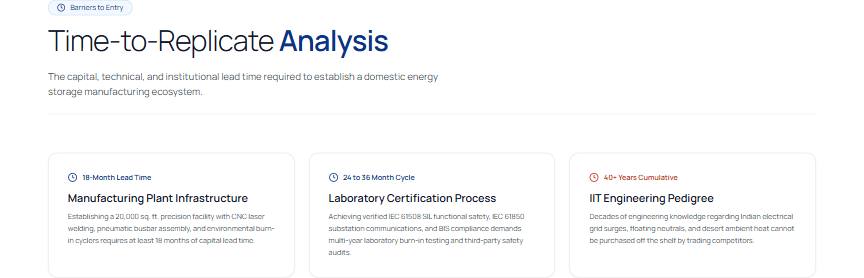 Barriers to Entry
Time-to-Replicate Analysis
The capital, technical, and institutional lead time required to establish a domestic energy
storage manufacturing ecosystem.
18-Month Lead Time
Manufacturing Plant Infrastructure
Establishing a 20,000 sq. ft. precision facility with CNC laser
welding, pneumatic busbar assembly, and environmental burn-
in cyclers requires at least 18 months of capital lead time.
24 to 36 Month Cycle
Laboratory Certification Process
Achieving verified IEC 61508 SIL functional safety, IEC 61850
substation communications, and BIS compliance demands
multi-year laboratory burn-in testing and third-party safety
audits.
40+ Years Cumulative
IIT Engineering Pedigree
Decades of engineering knowledge regarding Indian electrical
grid surges, floating neutrals, and desert ambient heat cannot
be purchased off the shelf by trading competitors.